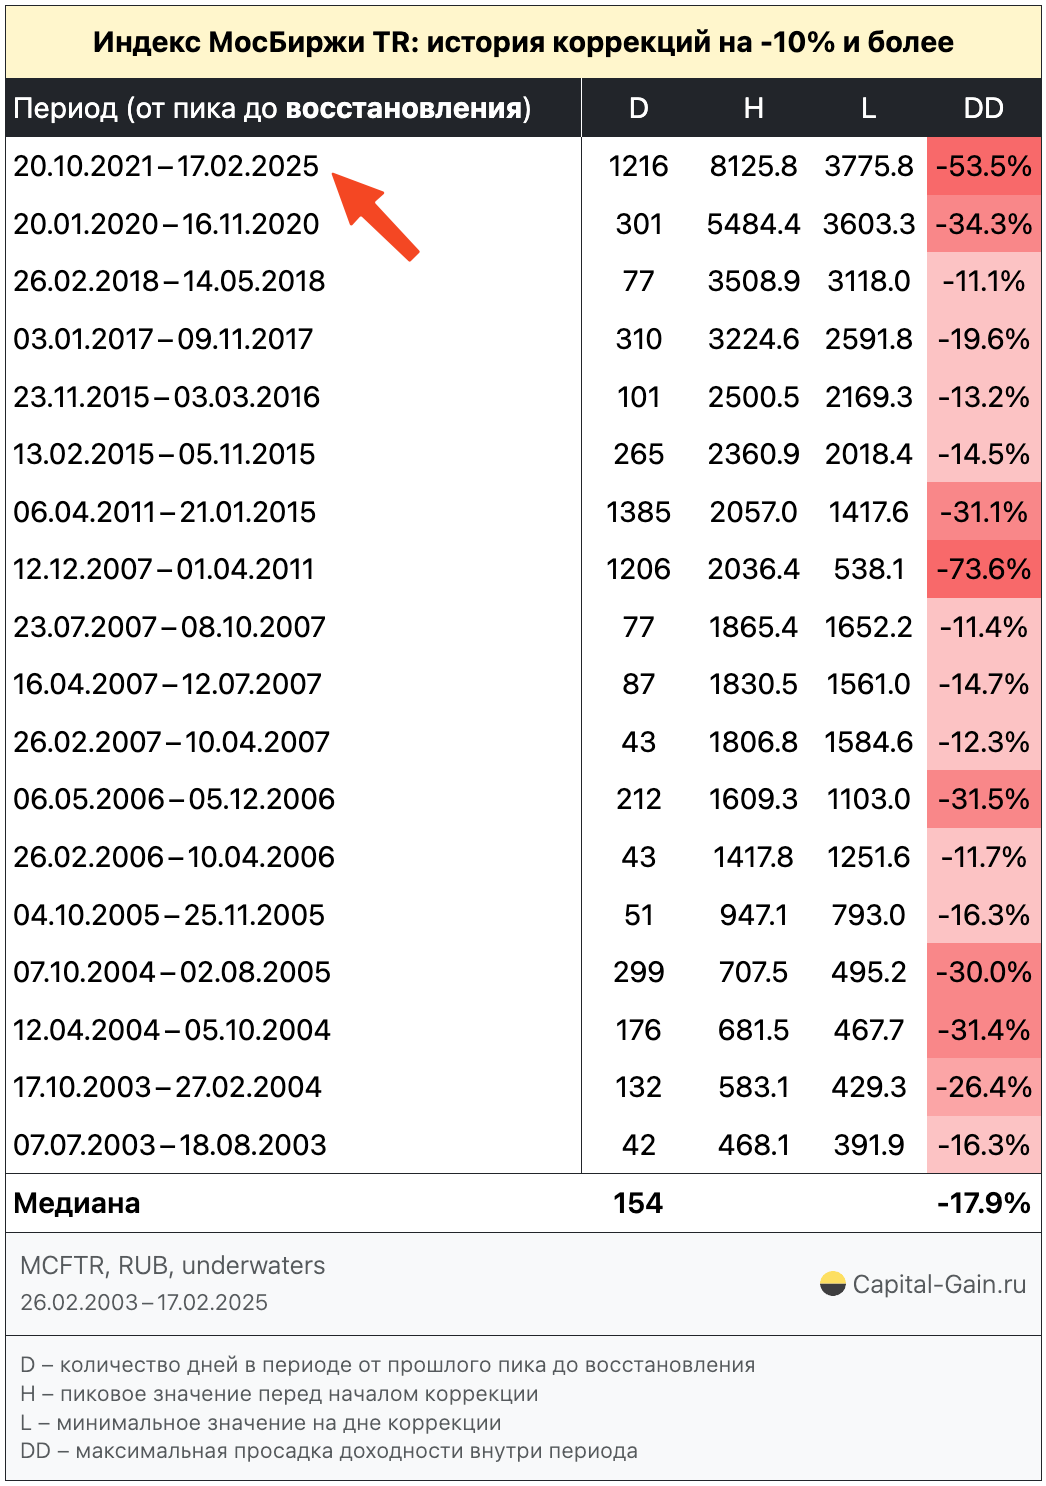 Индекс МосБиржи TR: история коррекций на -10% и более
Период (от пика до восстановления) D H L DD
20.10.2021 – 17.02.2025 1216 8125.8 3775.8 -53.5%
20.01.2020 – 16.11.2020 301 5484.4 3603.3 -34.3%
26.02.2018 – 14.05.2018 77 3508.9 3118.0 -11.1%
03.01.2017 – 09.11.2017 310 3224.6 2591.8 -19.6%
23.11.2015 – 03.03.2016 101 2500.5 2169.3 -13.2%
13.02.2015 – 05.11.2015 265 2360.9 2018.4 -14.5%
06.04.2011 – 21.01.2015 1385 2057.0 1417.6 -31.1%
12.12.2007 – 01.04.2011 1206 2036.4 538.1 -73.6%
23.07.2007 – 08.10.2007 77 1865.4 1652.2 -11.4%
16.04.2007 – 12.07.2007 87 1830.5 1561.0 -14.7%
26.02.2007 – 10.04.2007 43 1806.8 1584.6 -12.3%
06.05.2006 – 05.12.2006 212 1609.3 1103.0 -31.5%
26.02.2006 – 10.04.2006 43 1417.8 1251.6 -11.7%
04.10.2005 – 25.11.2005 51 947.1 793.0 -16.3%
07.10.2004 – 02.08.2005 299 707.5 495.2 -30.0%
12.04.2004 – 05.10.2004 176 681.5 467.7 -31.4%
17.10.2003 – 27.02.2004 132 583.1 429.3 -26.4%
07.07.2003 – 18.08.2003 42 468.1 391.9 -16.3%
Медиана 154 -17.9%
MCFTR, RUB, underwaters
26.02.2003 – 17.02.2025
Capital-Gain.ru
D – количество дней в периоде от прошлого пика до восстановления
H – пиковое значение перед началом коррекции
L – минимальное значение на дне коррекции
DD – максимальная просадка доходности внутри периода